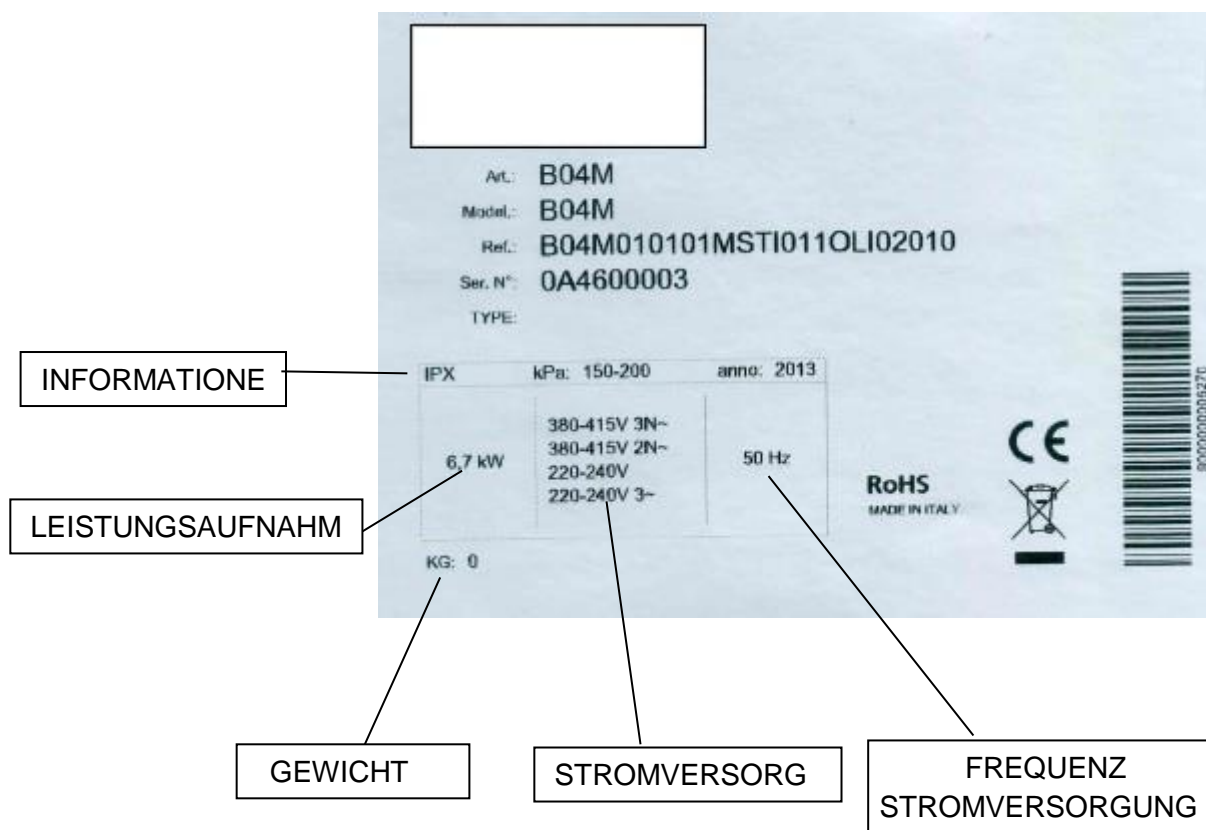 Art.: B04M
Model.: B04M
Ref.: B04M010101MSTI011OLI02010
Ser. N°: 0A4600003
TYPE:
INFORMATIONE
IPX kPa: 150-200 anno: 2013
380-415V 3N~
380-415V 2N~
6,7 kW
220-240V
220-240V 3~
50 Hz
LEISTUNGSAUFNAHM
KG: 0
CE
RoHS
MADE IN ITALY
GEWICHT
STROMVERSORG
FREQUENZ
STROMVERSORGUNG